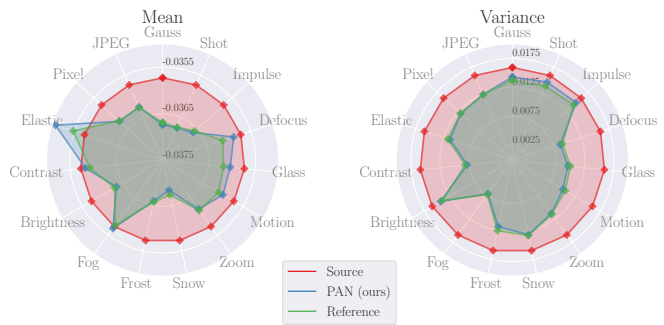 Mean
Gauss
Shot
Impulse
Defocus
Glass
Motion
Zoom
Snow
Frost
Fog
Brightness
Contrast
Elastic
Pixel
JPEG
-0.0355
-0.0365
-0.0375
Variance
Gauss
Shot
Impulse
Defocus
Glass
Motion
Zoom
Snow
Frost
Fog
Brightness
Contrast
Elastic
Pixel
JPEG
0.0175
0.0125
0.0075
0.0025
Source
PAN (ours)
Reference